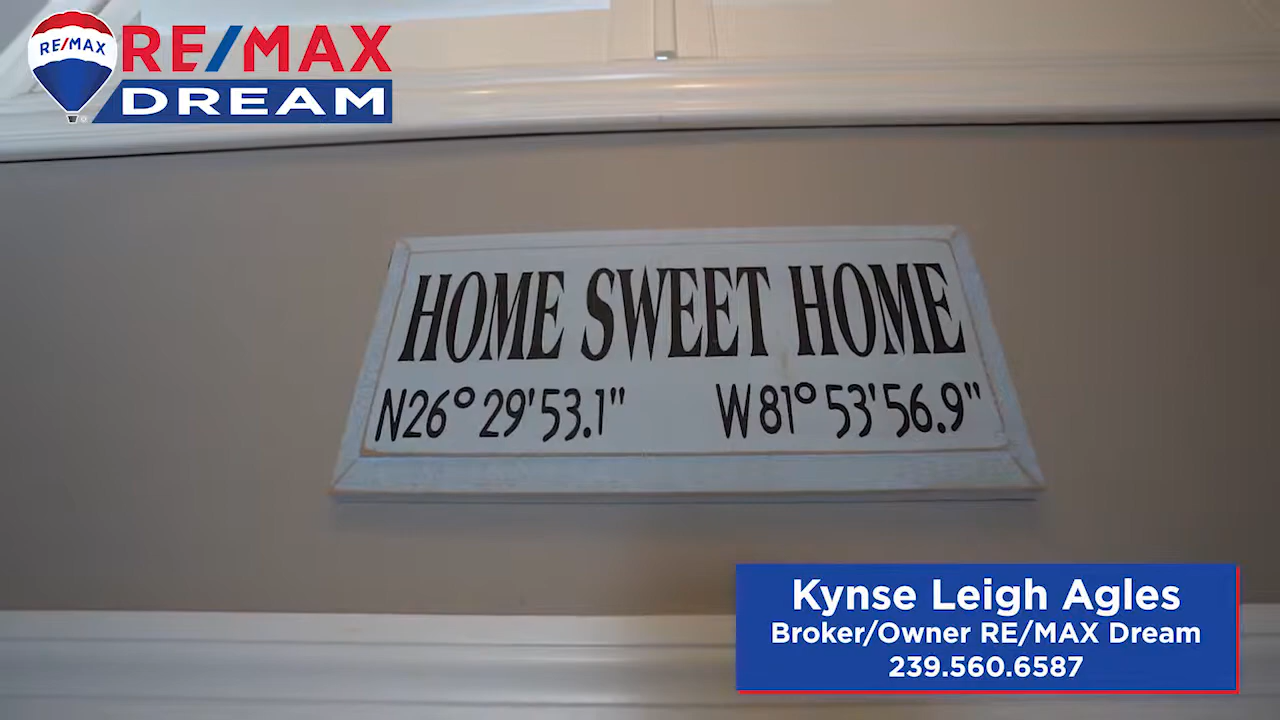 RE/MAX
RE/MAX
DREAM
HOME SWEET HOME
N26° 29'53.1" W81° 53'56.9"
Kynse Leigh Agles
Broker/Owner RE/MAX Dream
239.560.6587